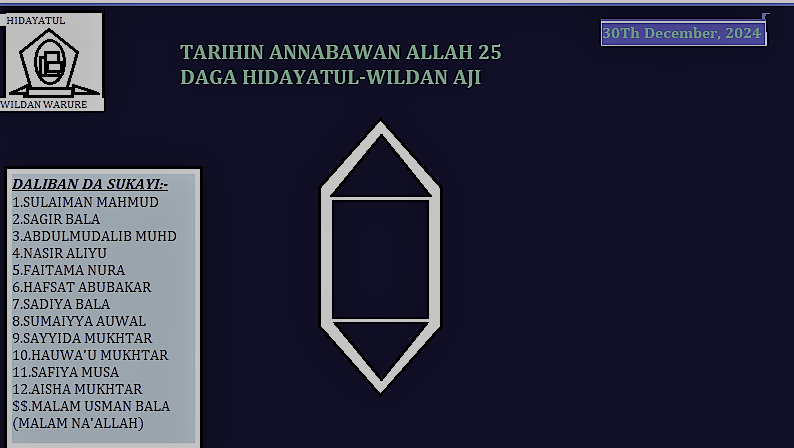 HIDAYATUL
WILDAN WARURE
TARIHIN ANNABAWAN ALLAH 25
DAGA HIDAYATUL-WILDAN AJI
30Th December, 2024
DALIBAN DA SUKAYI:-
1.SULAIMAN MAHMUD
2.SAGIR BALA
3.ABDULMUDALIB MUHD
4.NASIR ALIYU
5.FAITAMA NURA
6.HAFSAT ABUBAKAR
7.SADIYA BALA
8.SUMAIYYA AUWAL
9.SAYYIDA MUKHTAR
10.HAUWA'U MUKHTAR
11.SAFIYA MUSA
12.AISHA MUKHTAR
$$.MALAM USMAN BALA
(MALAM NA'ALLAH)